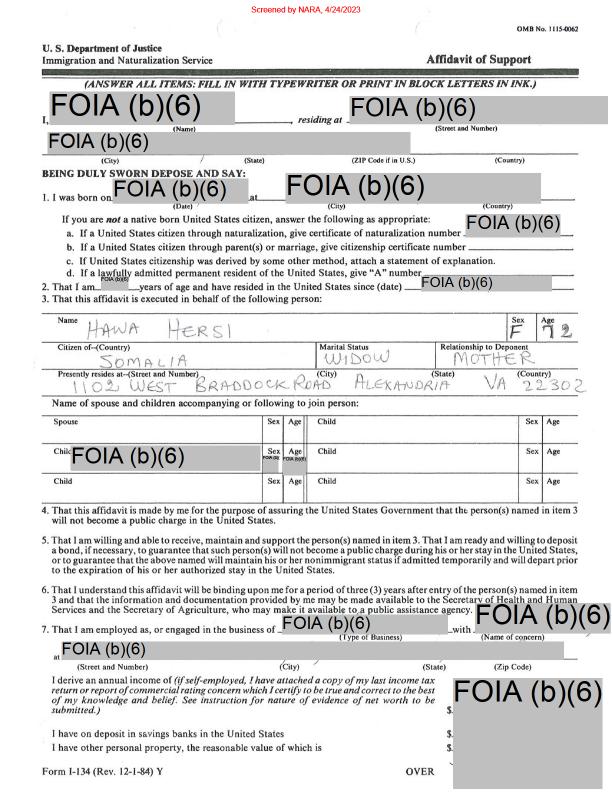 Screened by NARA, 4/24/2023
OMB No. 1115-0062
U. S. Department of Justice
Immigration and Naturalization Service
Affidavit of Support
(ANSWER ALL ITEMS: FILL IN WITH TYPEWRITER OR PRINT IN BLOCK LETTERS IN INK.)
I, FOIA (b)(6) , residing at FOIA (b)(6)
(Name) (Street and Number)
FOIA (b)(6)
(City) (State) (ZIP Code if in U.S.) (Country)
BEING DULY SWORN DEPOSE AND SAY:
1. I was born on FOIA (b)(6) at FOIA (b)(6)
(Date) (City) (Country)
If you are not a native born United States citizen, answer the following as appropriate:
a. If a United States citizen through naturalization, give certificate of naturalization number FOIA (b)(6)
b. If a United States citizen through parent(s) or marriage, give citizenship certificate number
c. If United States citizenship was derived by some other method, attach a statement of explanation.
d. If a lawfully admitted permanent resident of the United States, give "A" number
2. That I am FOIA (b)(6) years of age and have resided in the United States since (date) FOIA (b)(6)
3. That this affidavit is executed in behalf of the following person:
Name HAWA HERSI Sex F Age 72
Citizen of--(Country) SOMALIA Marital Status WIDOW Relationship to Deponent MOTHER
Presently resides at--(Street and Number) (City) (State) (Country)
1102 WEST BRADDOCK ROAD ALEXANDRIA VA 22302
Name of spouse and children accompanying or following to join person:
Spouse Sex Age Child Sex Age
Child FOIA (b)(6) Sex FOIA (b)(6) Age FOIA (b)(6) Child Sex Age
Child Sex Age Child Sex Age
4. That this affidavit is made by me for the purpose of assuring the United States Government that the person(s) named in item 3
will not become a public charge in the United States.
5. That I am willing and able to receive, maintain and support the person(s) named in item 3. That I am ready and willing to deposit
a bond, if necessary, to guarantee that such person(s) will not become a public charge during his or her stay in the United States,
or to guarantee that the above named will maintain his or her nonimmigrant status if admitted temporarily and will depart prior
to the expiration of his or her authorized stay in the United States.
6. That I understand this affidavit will be binding upon me for a period of three (3) years after entry of the person(s) named in item
3 and that the information and documentation provided by me may be made available to the Secretary of Health and Human
Services and the Secretary of Agriculture, who may make it available to a public assistance agency.
7. That I am employed as, or engaged in the business of FOIA (b)(6) with FOIA (b)(6)
(Type of Business) (Name of concern)
at FOIA (b)(6)
(Street and Number) (City) (State) (Zip Code)
I derive an annual income of (if self-employed, I have attached a copy of my last income tax
return or report of commercial rating concern which I certify to be true and correct to the best
of my knowledge and belief. See instruction for nature of evidence of net worth to be
submitted.) $ FOIA (b)(6)
I have on deposit in savings banks in the United States $
I have other personal property, the reasonable value of which is $
Form I-134 (Rev. 12-1-84) Y OVER